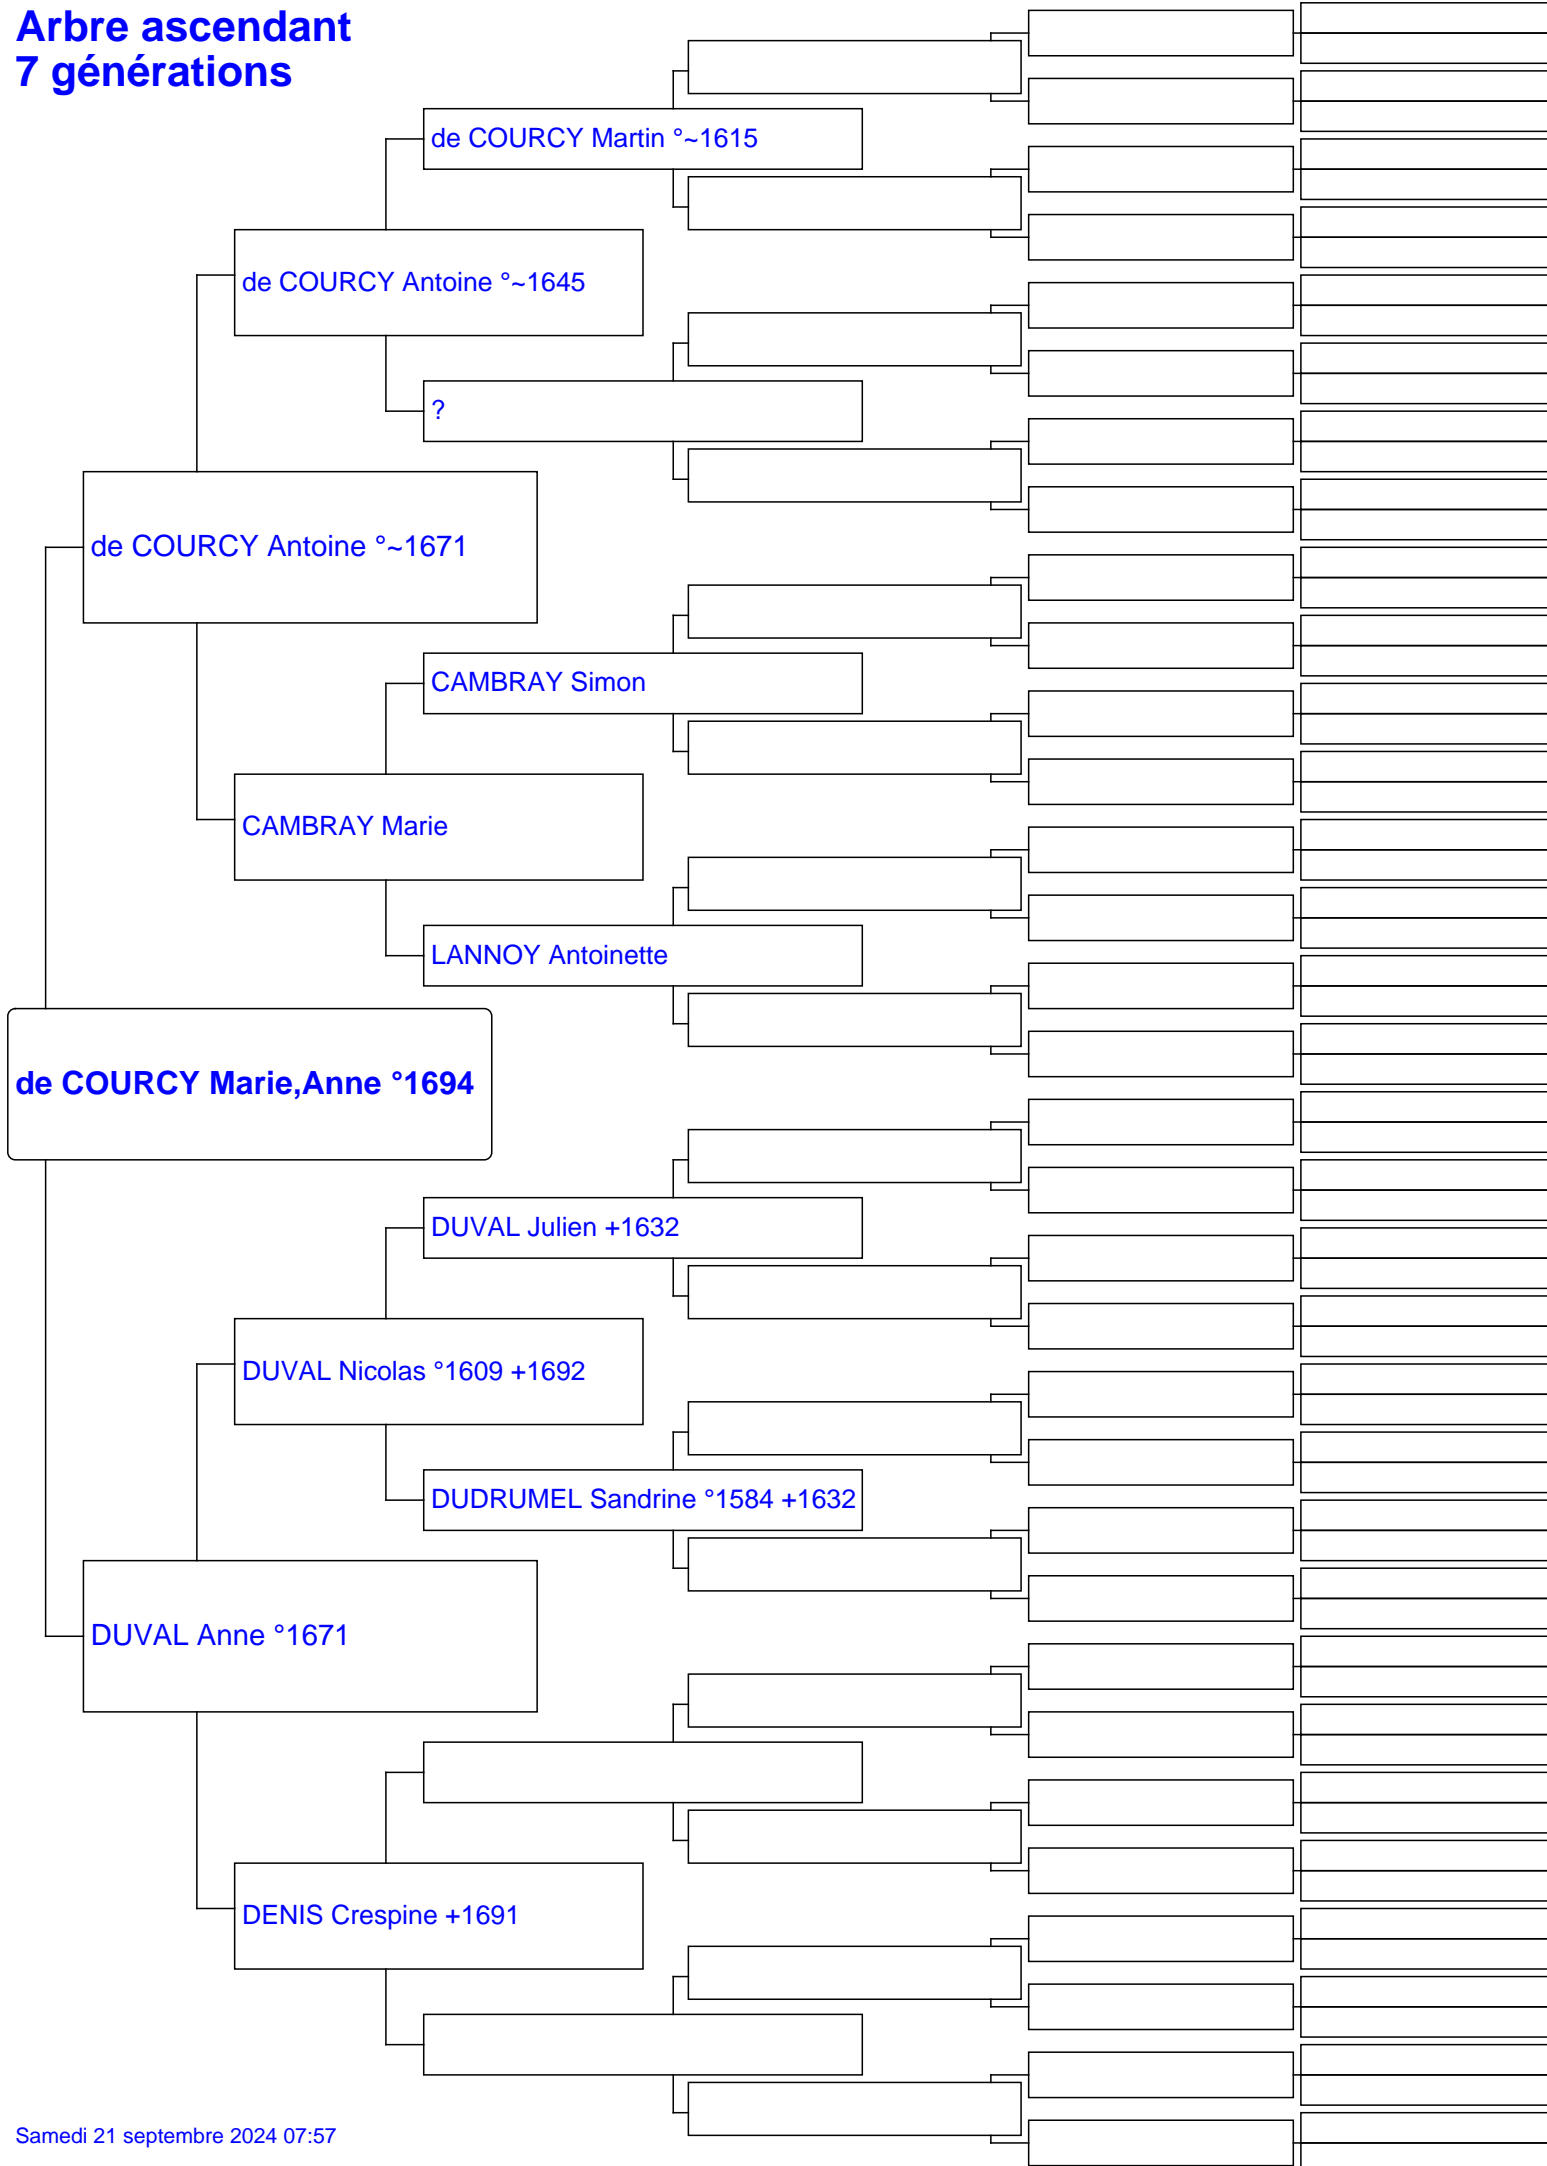 Arbre ascendant
7 générations
de COURCY Martin °~1615
de COURCY Antoine °~1645
?
de COURCY Antoine °~1671
CAMBRAY Simon
CAMBRAY Marie
LANNOY Antoinette
de COURCY Marie,Anne °1694
DUVAL Julien +1632
DUVAL Nicolas °1609 +1692
DUDRUMEL Sandrine °1584 +1632
DUVAL Anne °1671
DENIS Crespine +1691
Samedi 21 septembre 2024 07:57